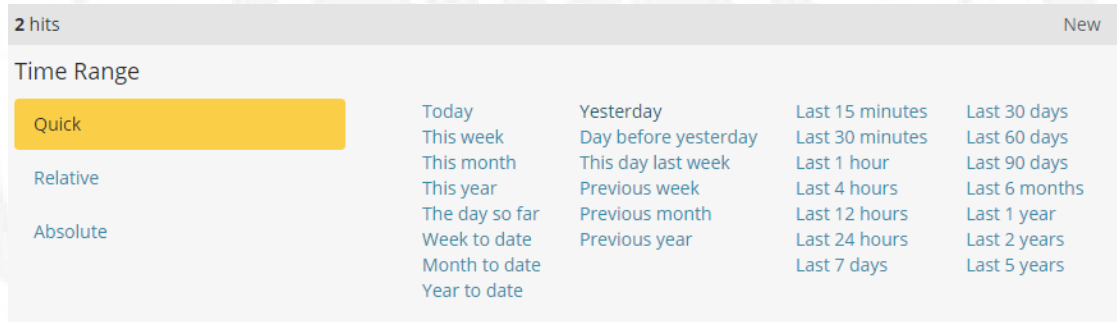 2 hits New
Time Range
Quick
Relative
Absolute
Today
This week
This month
This year
The day so far
Week to date
Month to date
Year to date
Yesterday
Day before yesterday
This day last week
Previous week
Previous month
Previous year
Last 15 minutes
Last 30 minutes
Last 1 hour
Last 4 hours
Last 12 hours
Last 24 hours
Last 7 days
Last 30 days
Last 60 days
Last 90 days
Last 6 months
Last 1 year
Last 2 years
Last 5 years